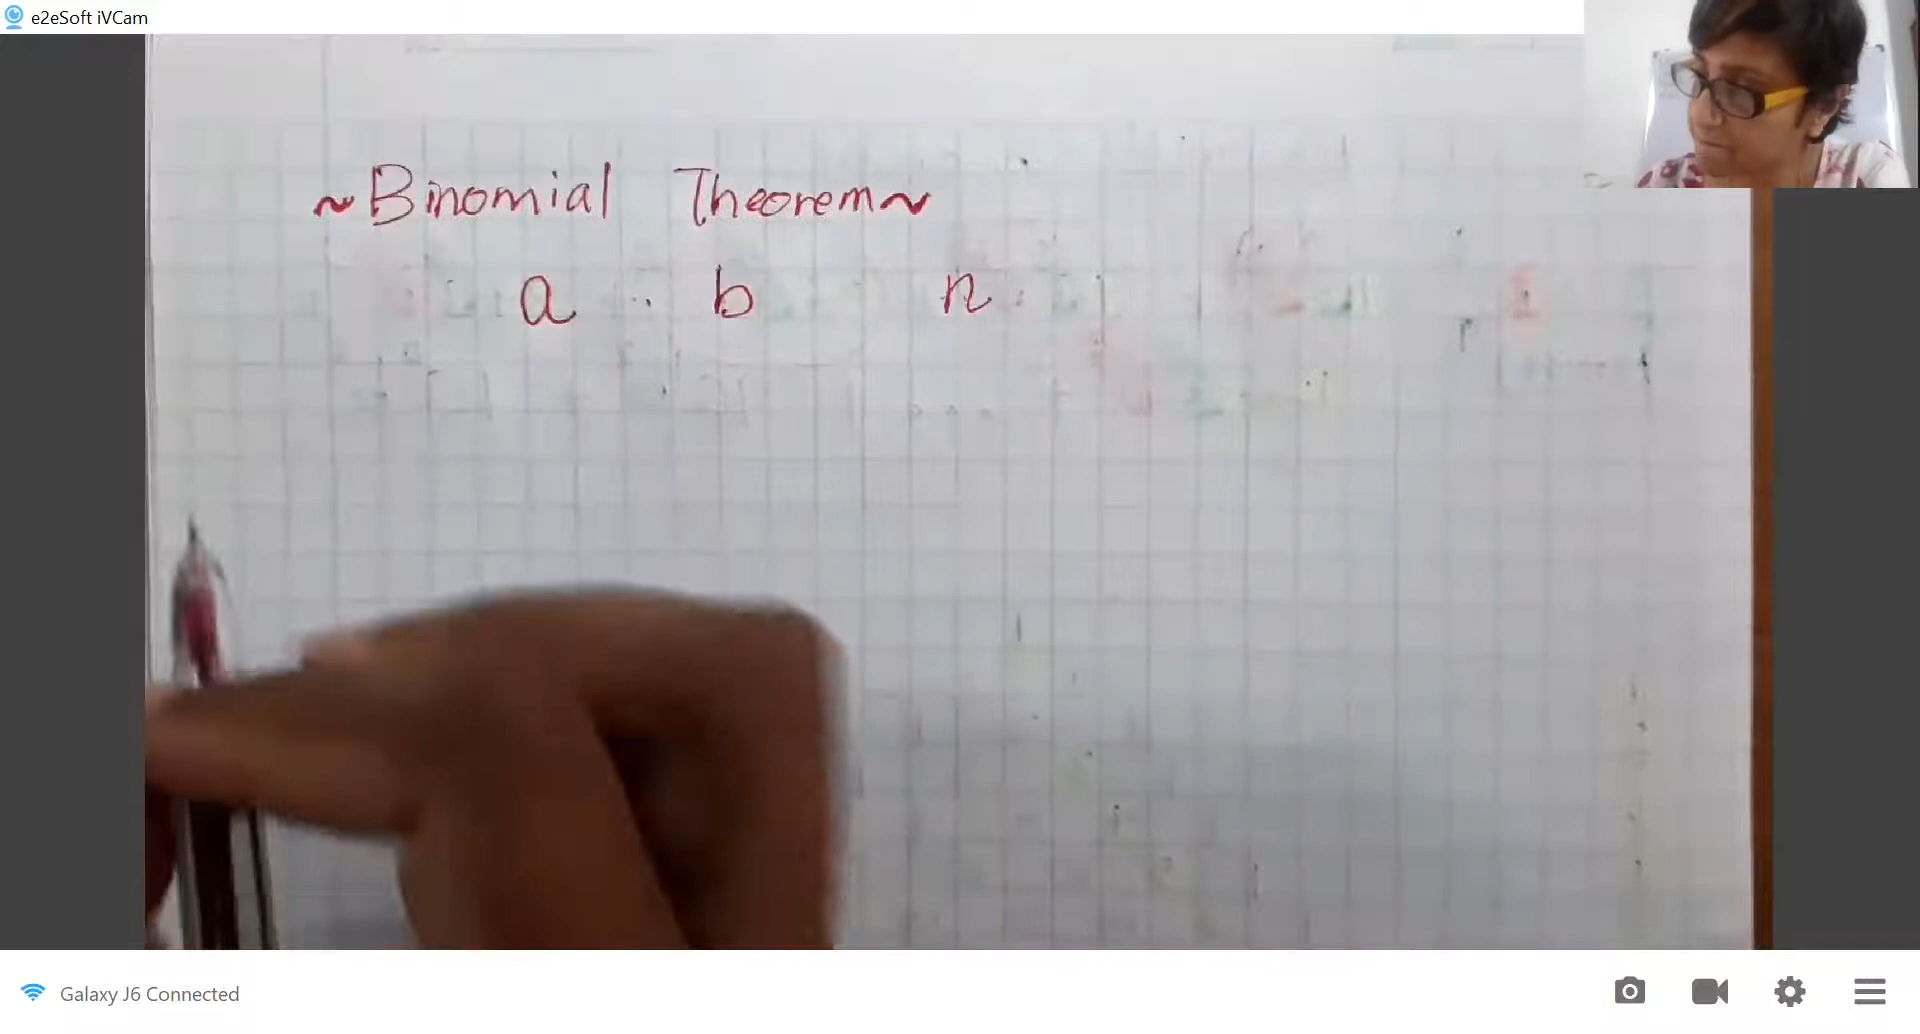 e2eSoft iVCam
~Binomial Theorem~
a b n
Galaxy J6 Connected